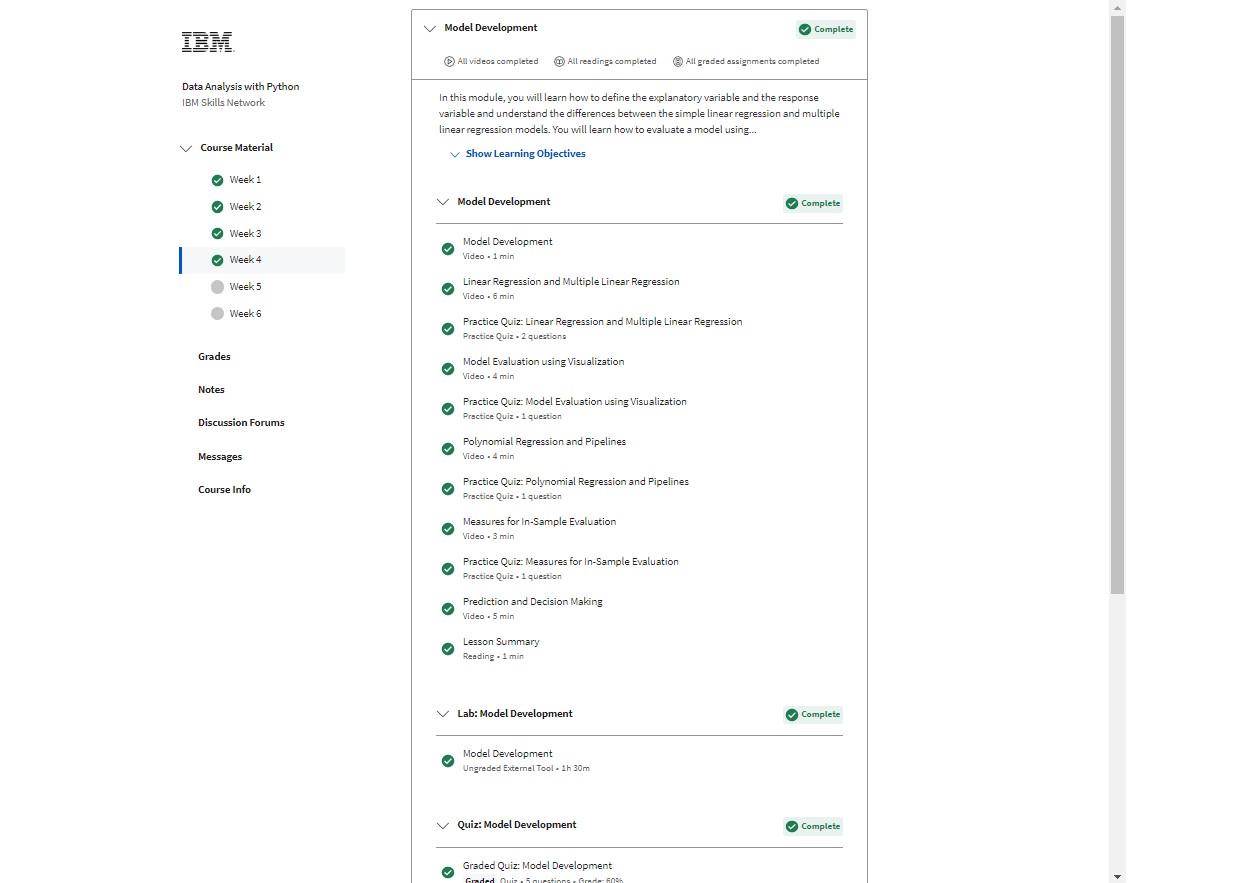 IBM
Data Analysis with Python
IBM Skills Network
Course Material
Week 1
Week 2
Week 3
Week 4
Week 5
Week 6
Grades
Notes
Discussion Forums
Messages
Course Info
Model Development
Complete
All videos completed
All readings completed
All graded assignments completed
In this module, you will learn how to define the explanatory variable and the response
variable and understand the differences between the simple linear regression and multiple
linear regression models. You will learn how to evaluate a model using...
Show Learning Objectives
Model Development
Complete
Model Development
Video • 1 min
Linear Regression and Multiple Linear Regression
Video • 6 min
Practice Quiz: Linear Regression and Multiple Linear Regression
Practice Quiz • 2 questions
Model Evaluation using Visualization
Video • 4 min
Practice Quiz: Model Evaluation using Visualization
Practice Quiz • 1 question
Polynomial Regression and Pipelines
Video • 4 min
Practice Quiz: Polynomial Regression and Pipelines
Practice Quiz • 1 question
Measures for In-Sample Evaluation
Video • 3 min
Practice Quiz: Measures for In-Sample Evaluation
Practice Quiz • 1 question
Prediction and Decision Making
Video • 5 min
Lesson Summary
Reading • 1 min
Lab: Model Development
Complete
Model Development
Ungraded External Tool • 1h 30m
Quiz: Model Development
Complete
Graded Quiz: Model Development
Graded Quiz • 5 questions • Grade: 60%